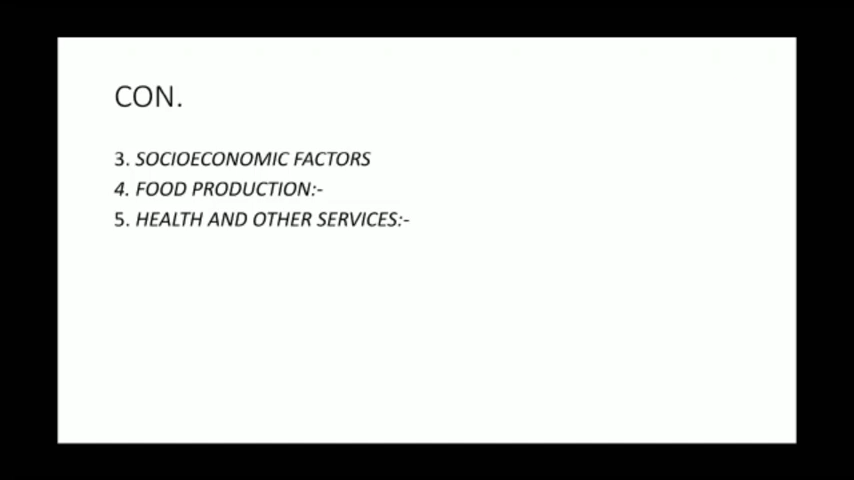 CON.
3. SOCIOECONOMIC FACTORS
4. FOOD PRODUCTION:-
5. HEALTH AND OTHER SERVICES:-